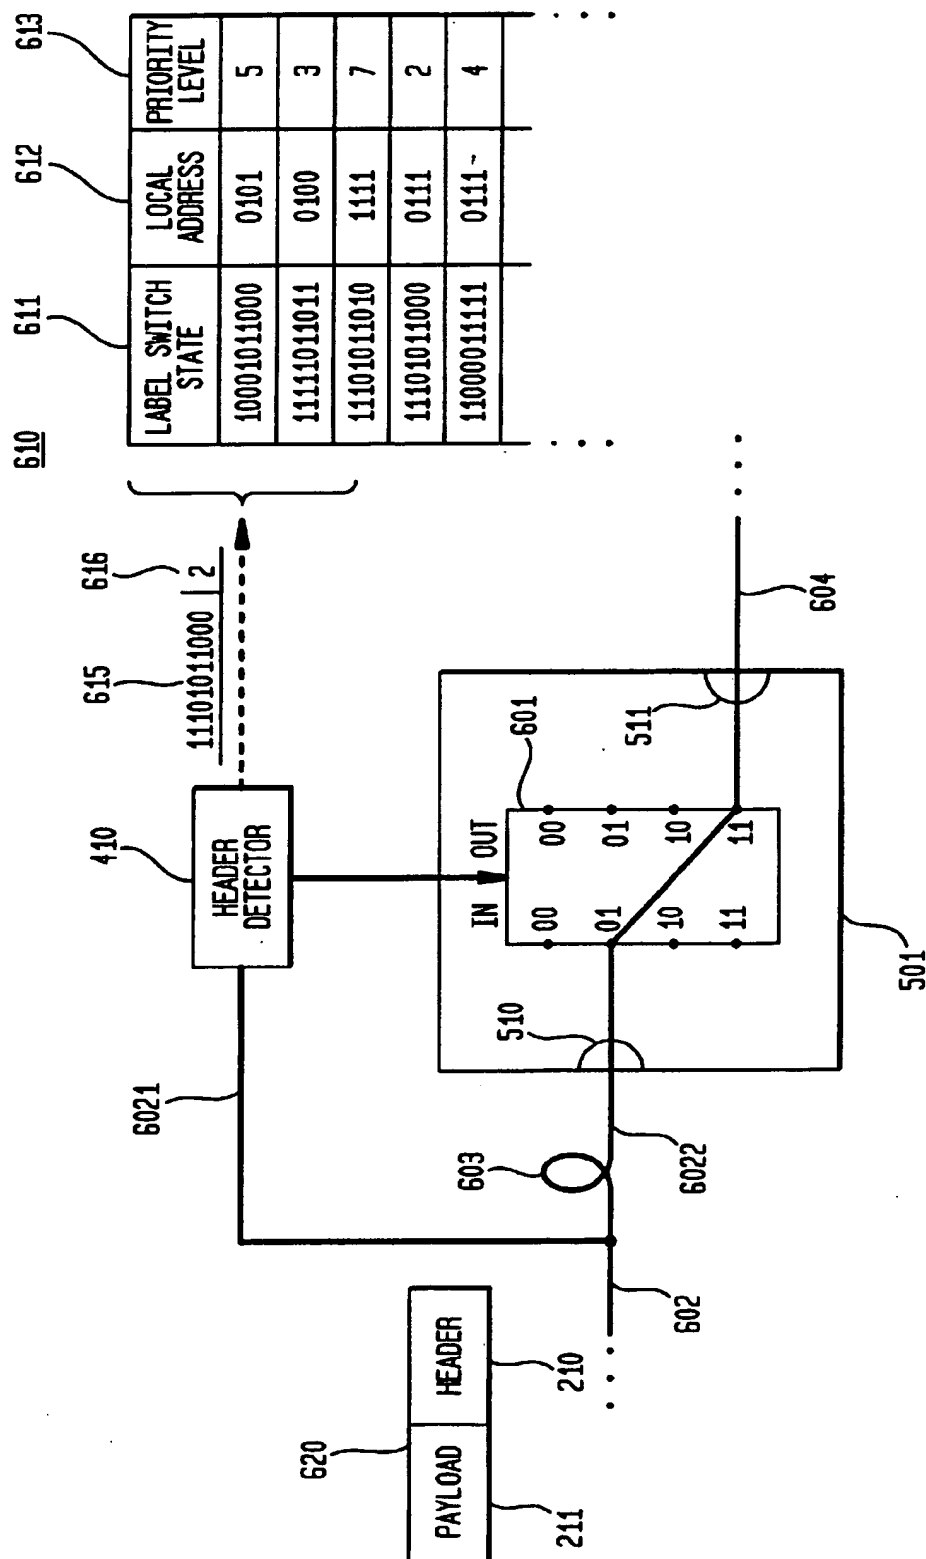 610
611
612
613
LABEL SWITCH STATE
LOCAL ADDRESS
PRIORITY LEVEL
10001011000 0101 5
11111011011 0100 3
11101011010 1111 7
11101011000 0111 2
11000011111 0111 4
615
616
11101011000 2
410
HEADER DETECTOR
6021
601
IN OUT
00 00
01 01
10 10
11 11
510
511
604
501
603
6022
602
620
PAYLOAD HEADER
211
210